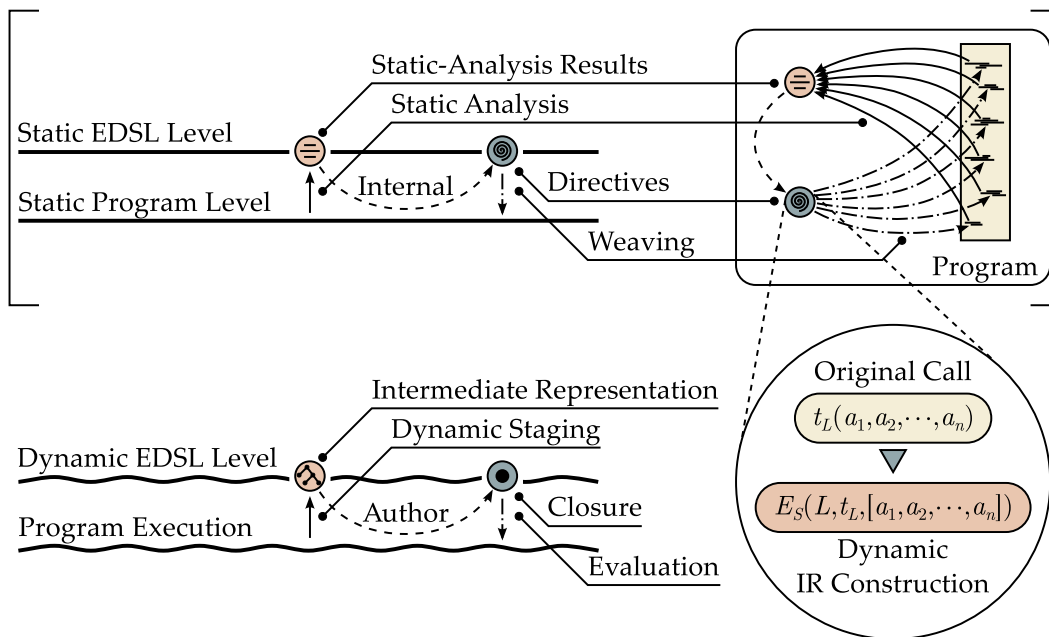 Static-Analysis Results
Static Analysis
Static EDSL Level
Internal
Directives
Static Program Level
Weaving
Program
Original Call
t_L(a_1,a_2,⋯,a_n)
E_S(L,t_L,[a_1,a_2,⋯,a_n])
Dynamic
IR Construction
Intermediate Representation
Dynamic Staging
Dynamic EDSL Level
Author
Closure
Program Execution
Evaluation